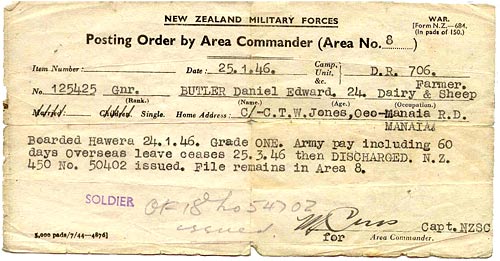 NEW ZEALAND MILITARY FORCES
WAR.
[Form N.Z.—684.
(In pads of 150.)
Posting Order by Area Commander (Area No. 8 )
Item Number: Date: 25.1.46. Camp, Unit, &c. D.R. 706.
Farmer.
No. 125425 Gnr. BUTLER Daniel Edward. 24. Dairy & Sheep
(Rank.) (Name.) (Age.) (Occupation.)
Married. Children. Single. Home Address: C/-C.T.W.Jones, Oeo-Manaia R.D.
MANAIA.
Boarded Hawera 24.1.46. Grade ONE. Army pay including 60
days Overseas leave ceases 25.3.46 then DISCHARGED. N.Z.
450 No. 50402 issued. File remains in Area 8.
SOLDIER
issued
Capt. NZSC
for Area Commander.
5,000 pads/7/44—4876]